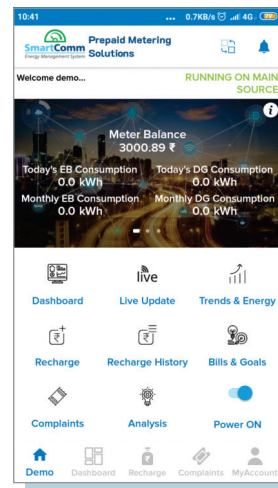 10:41 ... 0.7KB/s 4G
SmartComm
Energy Management System
Prepaid Metering
Solutions
Welcome demo...
RUNNING ON MAIN
SOURCE
i
Meter Balance
3000.89 ₹
Today's EB Consumption Today's DG Consumption
0.0 kWh 0.0 kWh
Monthly EB Consumption Monthly DG Consumption
0.0 kWh 0.0 kWh
live
Dashboard Live Update Trends & Energy
Recharge Recharge History Bills & Goals
Complaints Analysis Power ON
Demo Dashboard Recharge Complaints MyAccount